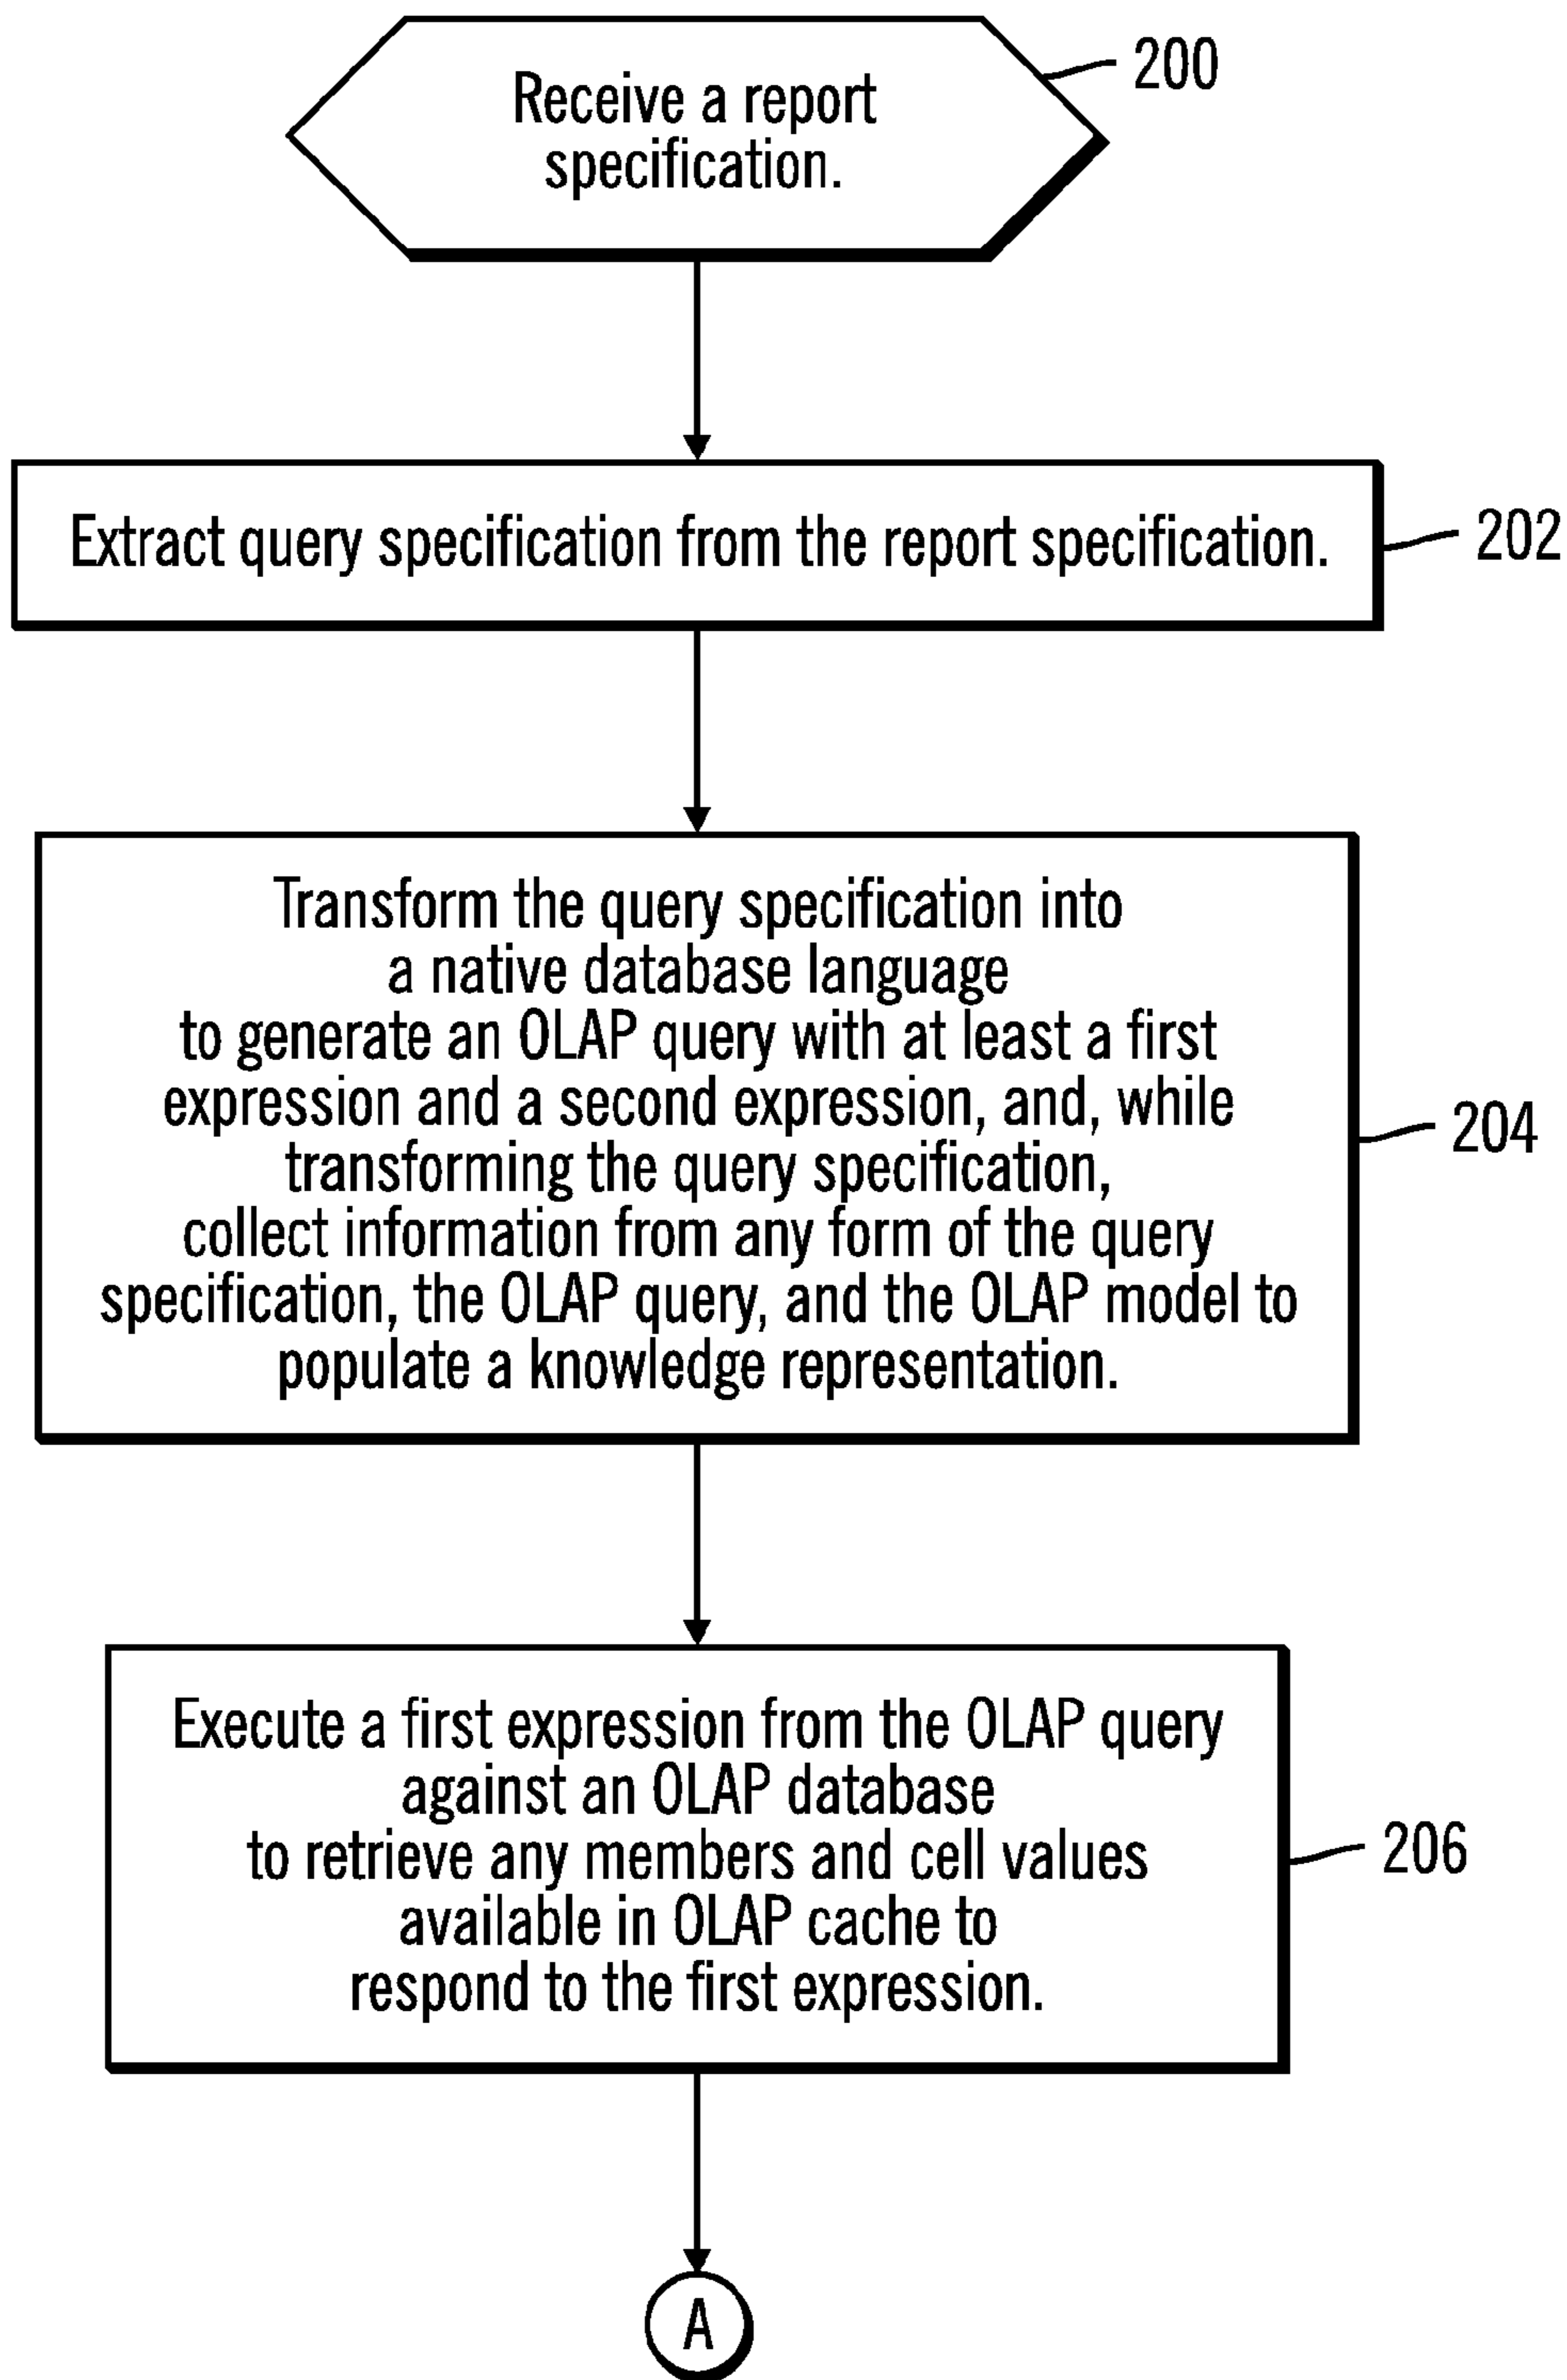 Receive a report
specification.
200
Extract query specification from the report specification.
202
Transform the query specification into
a native database language
to generate an OLAP query with at least a first
expression and a second expression, and, while
transforming the query specification,
collect information from any form of the query
specification, the OLAP query, and the OLAP model to
populate a knowledge representation.
204
Execute a first expression from the OLAP query
against an OLAP database
to retrieve any members and cell values
available in OLAP cache to
respond to the first expression.
206
A